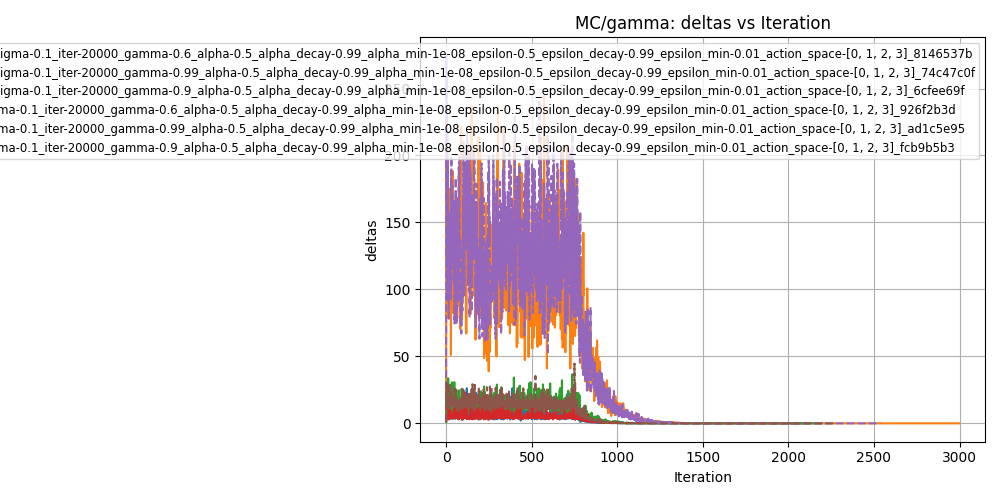 MC/gamma: deltas vs Iteration
igma-0.1_iter-20000_gamma-0.6_alpha-0.5_alpha_decay-0.99_alpha_min-1e-08_epsilon-0.5_epsilon_decay-0.99_epsilon_min-0.01_action_space-[0, 1, 2, 3]_8146537b
igma-0.1_iter-20000_gamma-0.99_alpha-0.5_alpha_decay-0.99_alpha_min-1e-08_epsilon-0.5_epsilon_decay-0.99_epsilon_min-0.01_action_space-[0, 1, 2, 3]_74c47c0f
igma-0.1_iter-20000_gamma-0.9_alpha-0.5_alpha_decay-0.99_alpha_min-1e-08_epsilon-0.5_epsilon_decay-0.99_epsilon_min-0.01_action_space-[0, 1, 2, 3]_6cfee69f
ma-0.1_iter-20000_gamma-0.6_alpha-0.5_alpha_decay-0.99_alpha_min-1e-08_epsilon-0.5_epsilon_decay-0.99_epsilon_min-0.01_action_space-[0, 1, 2, 3]_926f2b3d
ma-0.1_iter-20000_gamma-0.99_alpha-0.5_alpha_decay-0.99_alpha_min-1e-08_epsilon-0.5_epsilon_decay-0.99_epsilon_min-0.01_action_space-[0, 1, 2, 3]_ad1c5e95
ma-0.1_iter-20000_gamma-0.9_alpha-0.5_alpha_decay-0.99_alpha_min-1e-08_epsilon-0.5_epsilon_decay-0.99_epsilon_min-0.01_action_space-[0, 1, 2, 3]_fcb9b5b3
200
150
100
50
0
deltas
0 500 1000 1500 2000 2500 3000
Iteration